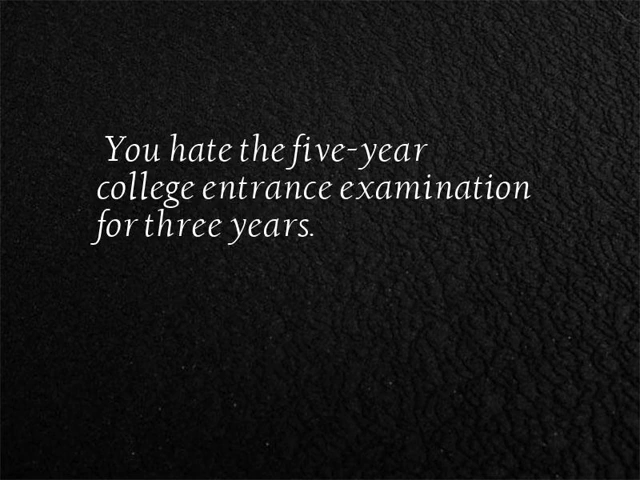 You hate the five-year
college entrance examination
for three years.